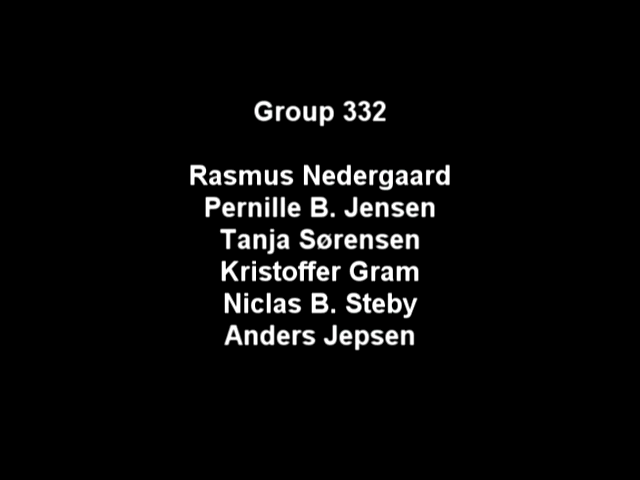 Group 332
Rasmus Nedergaard
Pernille B. Jensen
Tanja Sørensen
Kristoffer Gram
Niclas B. Steby
Anders Jepsen